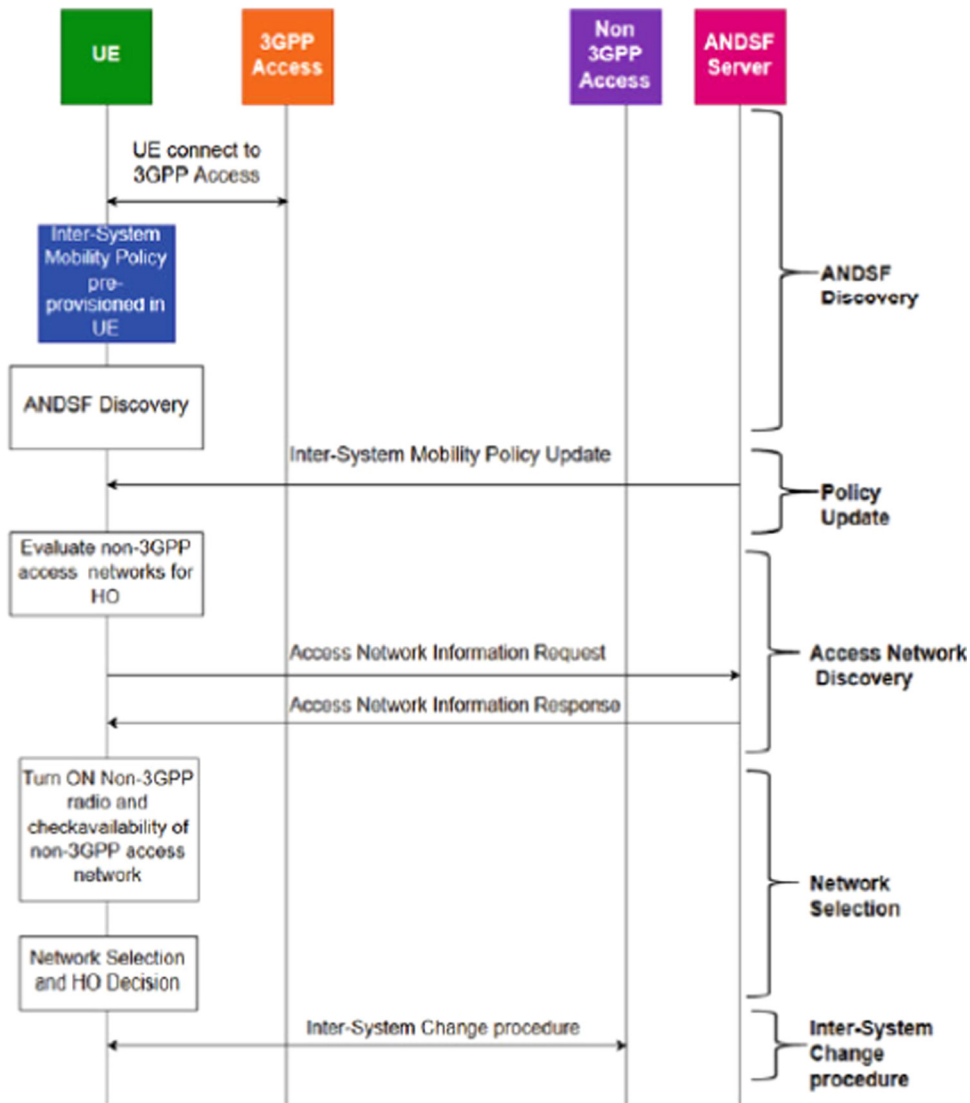 UE
3GPP
Access
Non
3GPP
Access
ANDSF
Server
UE connect to
3GPP Access
Inter-System
Mobility Policy
pre-
provisioned in
UE
ANDSF
Discovery
ANDSF Discovery
Inter-System Mobility Policy Update
Policy
Update
Evaluate non-3GPP
access networks for
HO
Access Network Information Request
Access Network
Discovery
Access Network Information Response
Turn ON Non-3GPP
radio and
checkavailability of
non-3GPP access
network
Network
Selection
Network Selection
and HO Decision
Inter-System Change procedure
Inter-System
Change
procedure